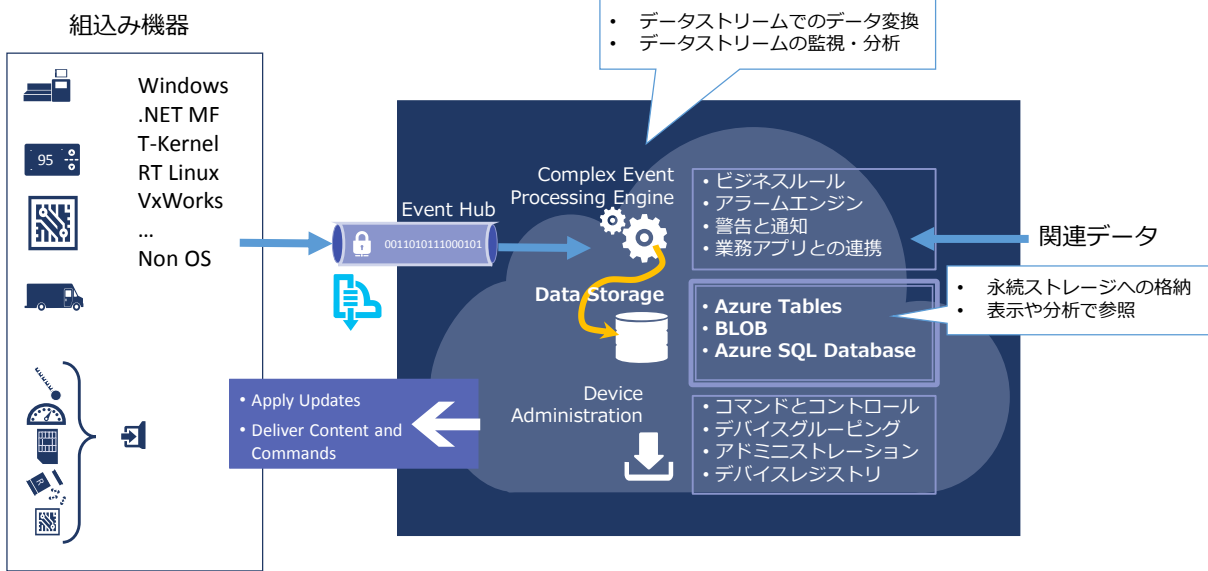 組込み機器
Windows
.NET MF
T-Kernel
RT Linux
VxWorks
…
Non OS
95
• データストリームでのデータ変換
• データストリームの監視・分析
Event Hub
0011010111000101
Complex Event
Processing Engine
• ビジネスルール
• アラームエンジン
• 警告と通知
• 業務アプリとの連携
関連データ
Data Storage
• Azure Tables
• BLOB
• Azure SQL Database
• 永続ストレージへの格納
• 表示や分析で参照
Device
Administration
• コマンドとコントロール
• デバイスグルーピング
• アドミニストレーション
• デバイスレジストリ
• Apply Updates
• Deliver Content and
Commands
R